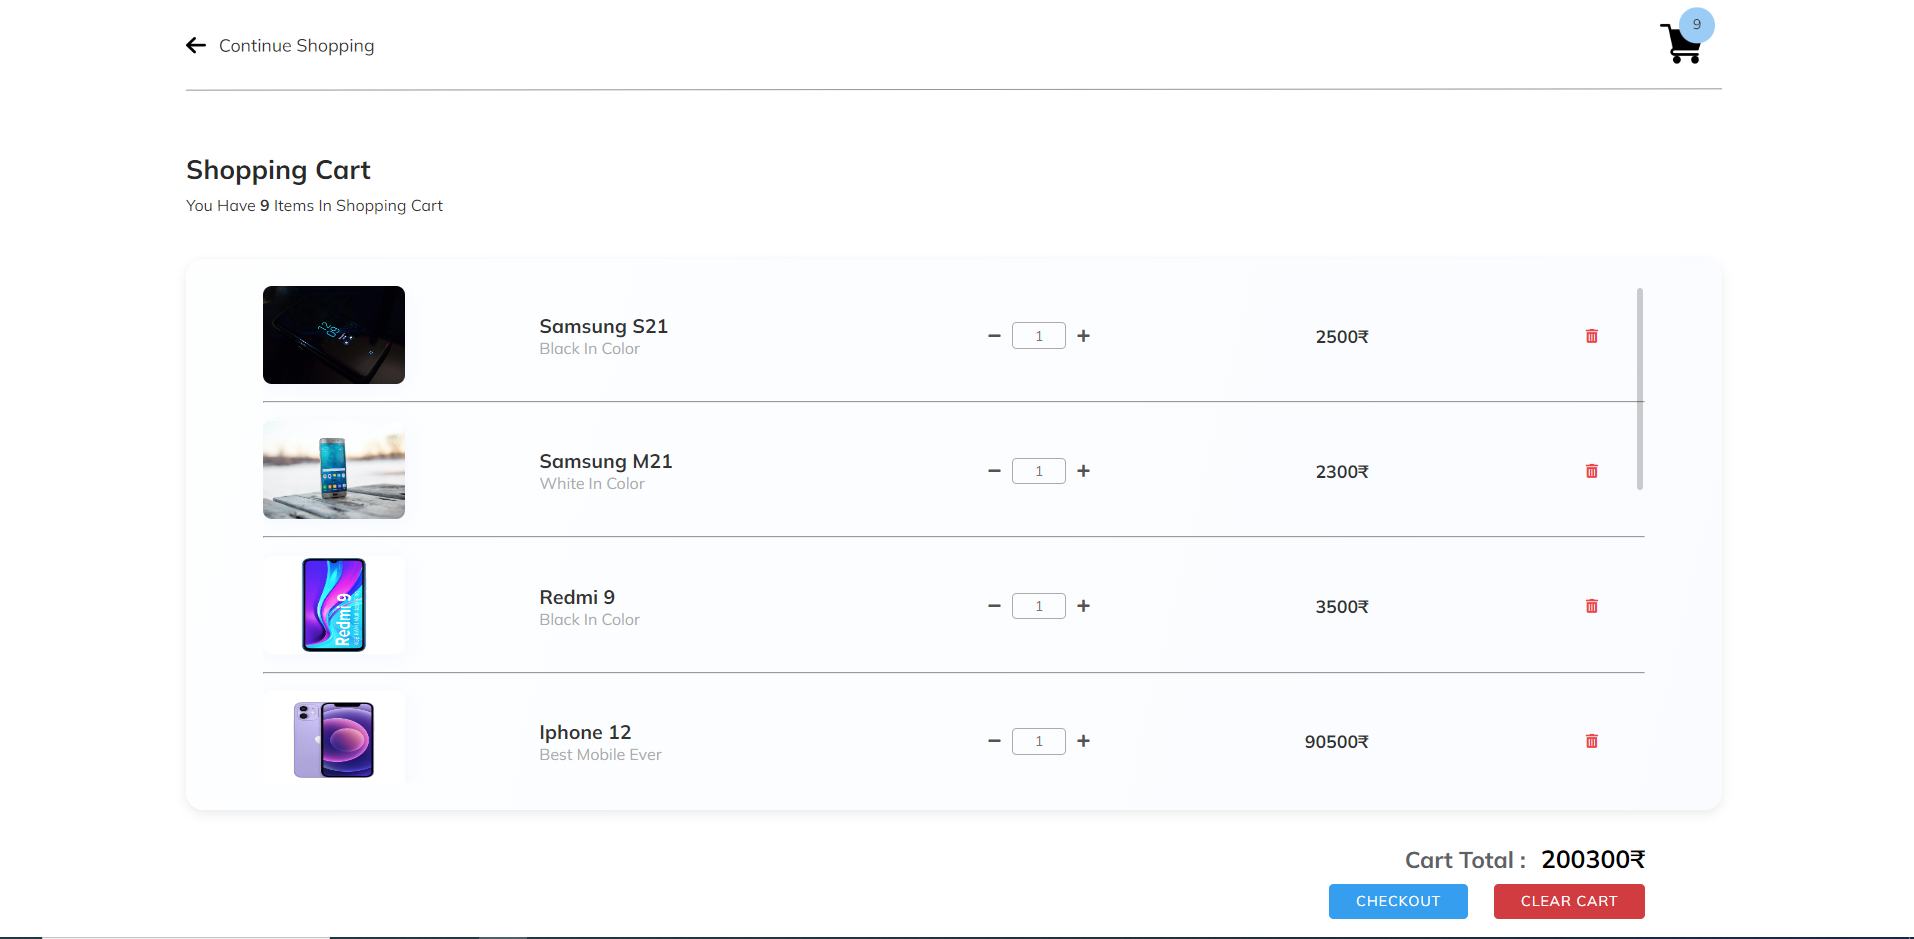 Continue Shopping
9
Shopping Cart
You Have 9 Items In Shopping Cart
Samsung S21
Black In Color
1
2500₹
Samsung M21
White In Color
1
2300₹
Redmi 9
Redmi 9
Black In Color
1
3500₹
Iphone 12
Best Mobile Ever
1
90500₹
Cart Total : 200300₹
CHECKOUT
CLEAR CART